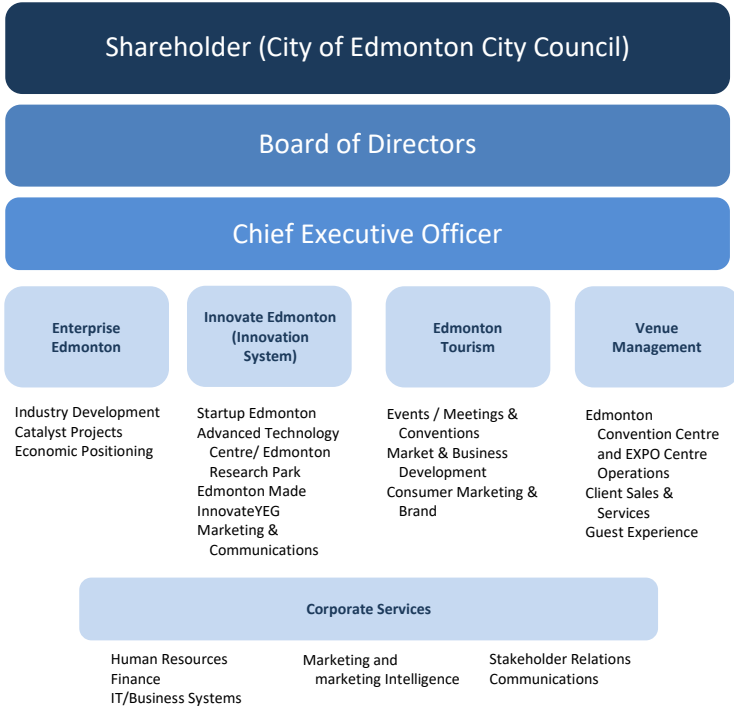 Shareholder (City of Edmonton City Council)
Board of Directors
Chief Executive Officer
Enterprise
Edmonton
Innovate Edmonton
(Innovation
System)
Edmonton
Tourism
Venue
Management
Industry Development
Catalyst Projects
Economic Positioning
Startup Edmonton
Advanced Technology
Centre/ Edmonton
Research Park
Edmonton Made
InnovateYEG
Marketing &
Communications
Events / Meetings &
Conventions
Market & Business
Development
Consumer Marketing &
Brand
Edmonton
Convention Centre
and EXPO Centre
Operations
Client Sales &
Services
Guest Experience
Corporate Services
Human Resources
Finance
IT/Business Systems
Marketing and
marketing Intelligence
Stakeholder Relations
Communications